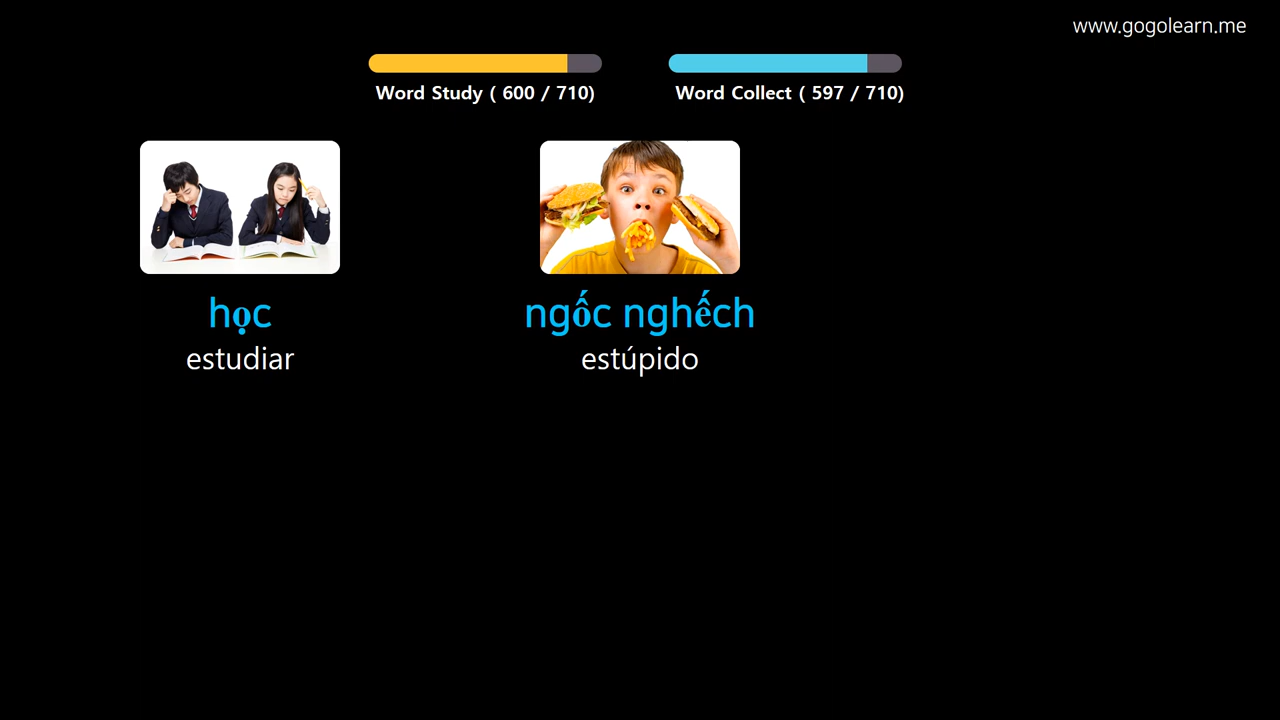 www.gogolearn.me
Word Study ( 600 / 710)
Word Collect ( 597 / 710)
học
ngốc nghếch
estudiar
estúpido